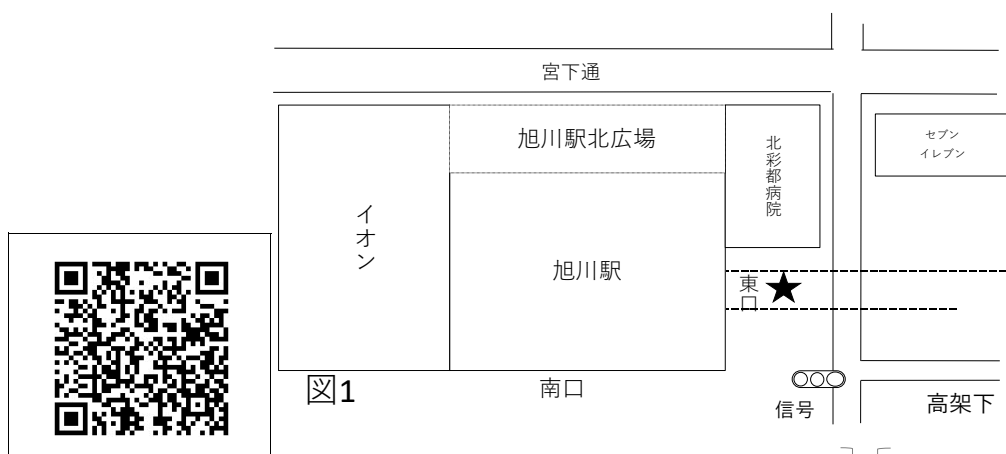 宮下通
旭川駅北広場
北彩都病院
セブン
イレブン
イオン
旭川駅
東口
図1
南口
信号
高架下